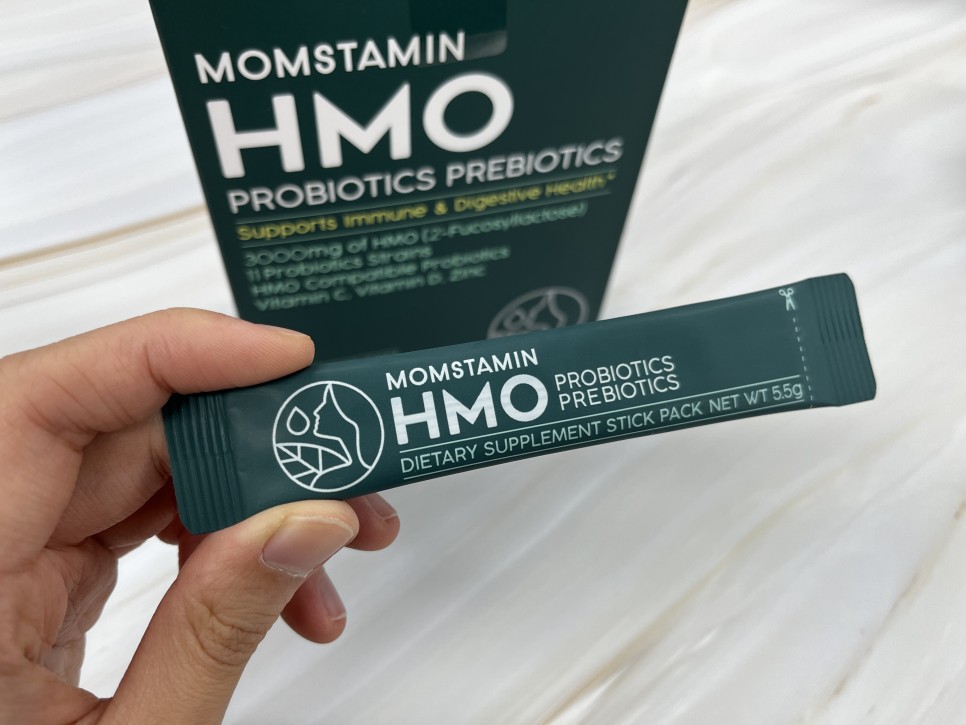 MOMSTAMIN
HMO
PROBIOTICS PREBIOTICS
Supports Immune & Digestive Health*
3000mg of HMO (2'-Fucosyllactose)
11 Probiotics Strains
HMO Compatible Probiotics
Vitamin C, Vitamin D, Zinc
MOMSTAMIN
HMO
PROBIOTICS
PREBIOTICS
DIETARY SUPPLEMENT STICK PACK NET WT 5.5g